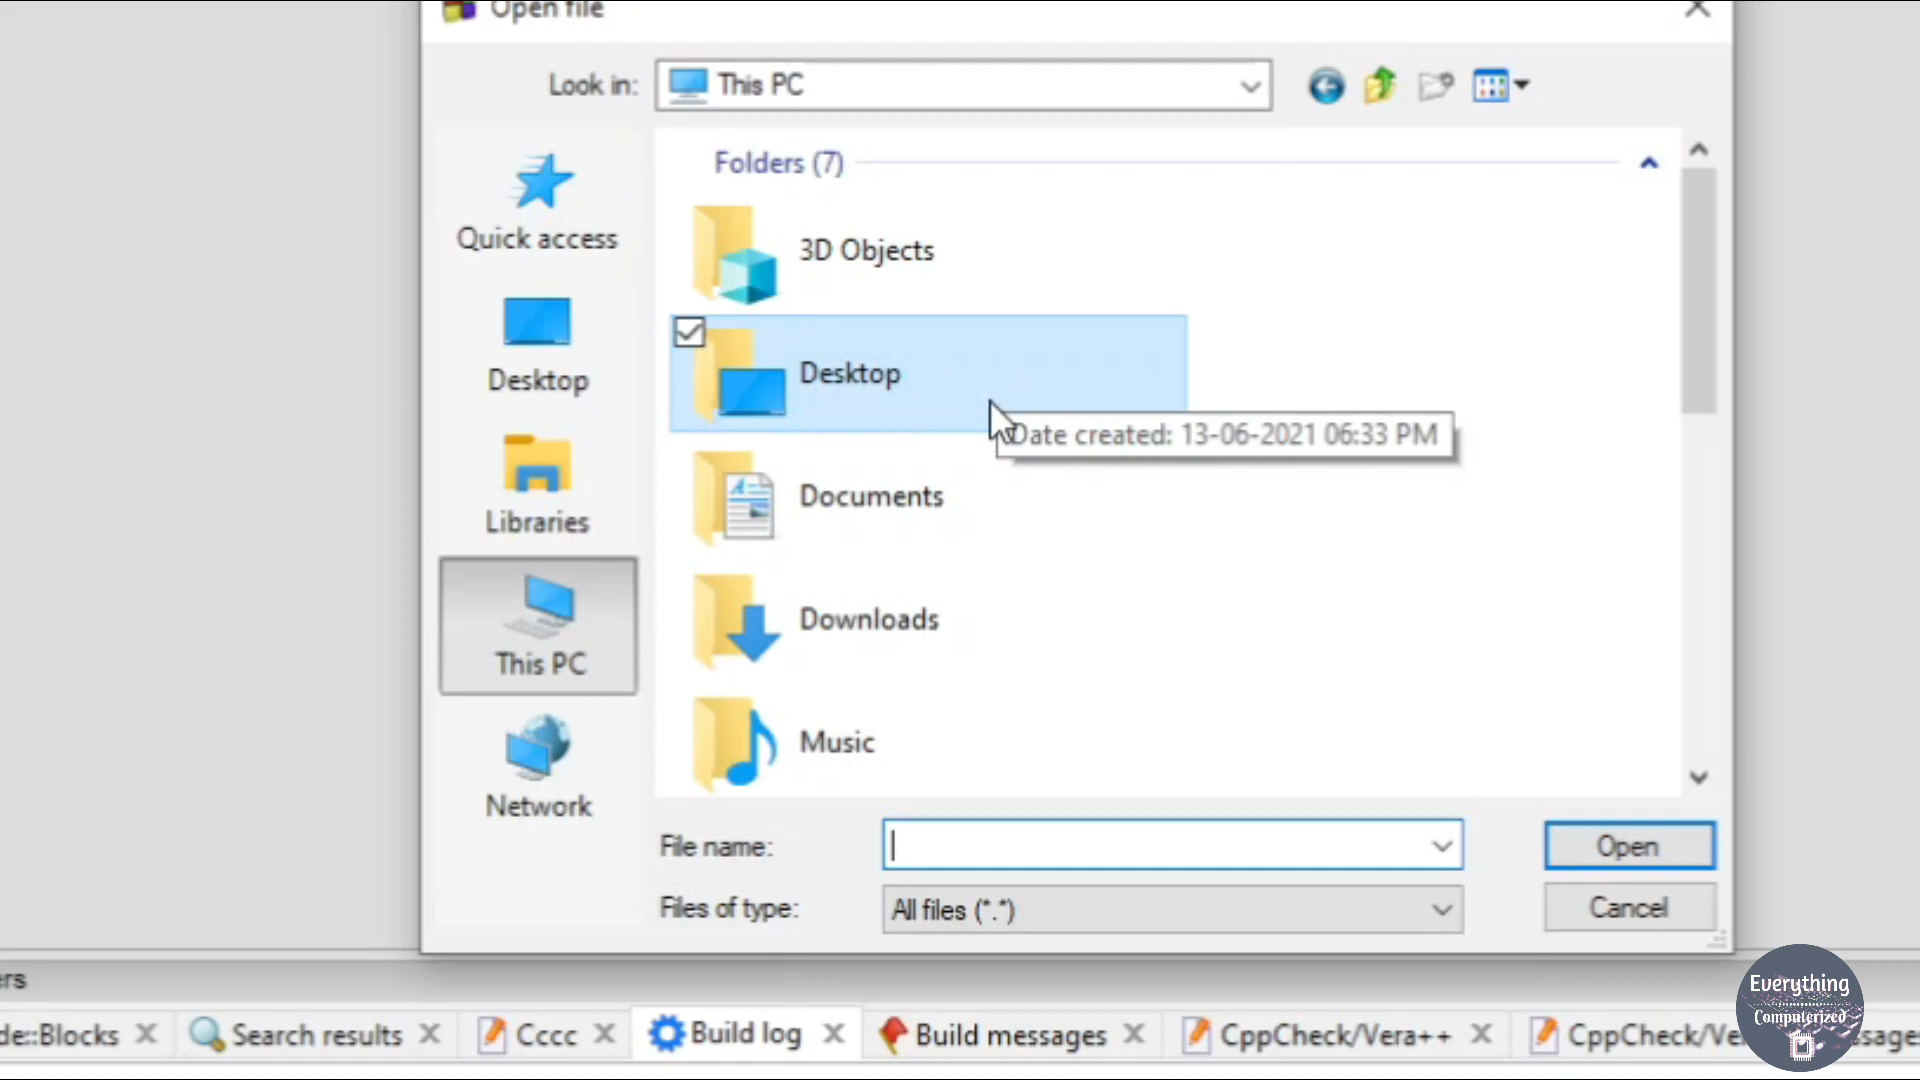 Open file
Look in:
This PC
Folders (7)
Quick access
3D Objects
Desktop
Desktop
Date created: 13-06-2021 06:33 PM
Documents
Libraries
Downloads
This PC
Music
Network
File name:
Open
Files of type:
All files (*.*)
Cancel
ers
de::Blocks
Search results
Cccc
Build log
Build messages
CppCheck/Vera++
CppCheck/Ve
ssages
Everything
Computerized